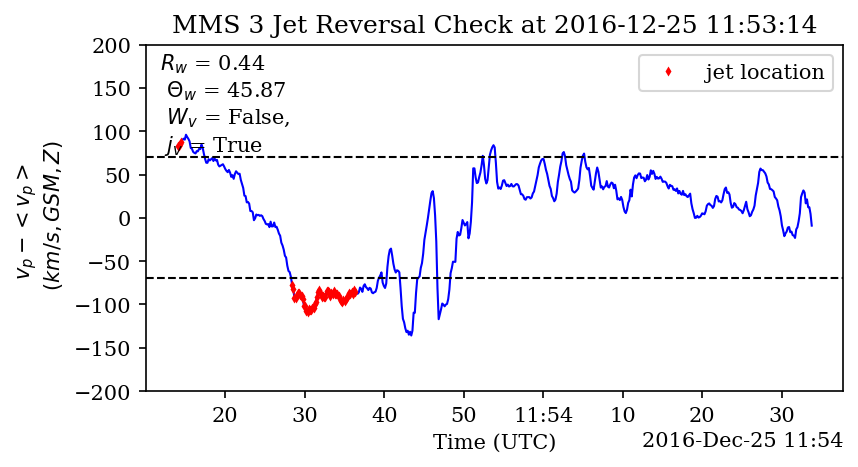 MMS 3 Jet Reversal Check at 2016-12-25 11:53:14
R_w = 0.44
Θ_w = 45.87
W_v = False,
j_v = True
jet location
v_p − < v_p >
(km/s, GSM, Z)
200
150
100
50
0
−50
−100
−150
−200
20 30 40 50 11:54 10 20 30
Time (UTC)
2016-Dec-25 11:54